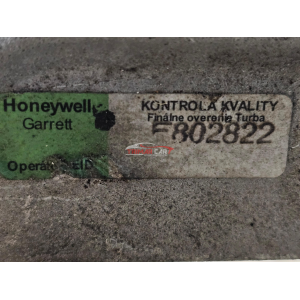 Honeywell
Garrett
KONTROLA KVALITY
Finálne overenie Turba
E802822